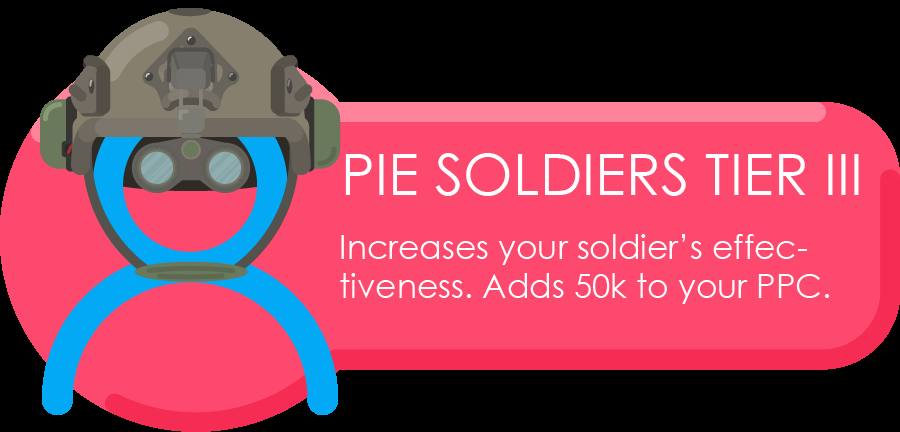 PIE SOLDIERS TIER III
Increases your soldier’s effec-
tiveness. Adds 50k to your PPC.